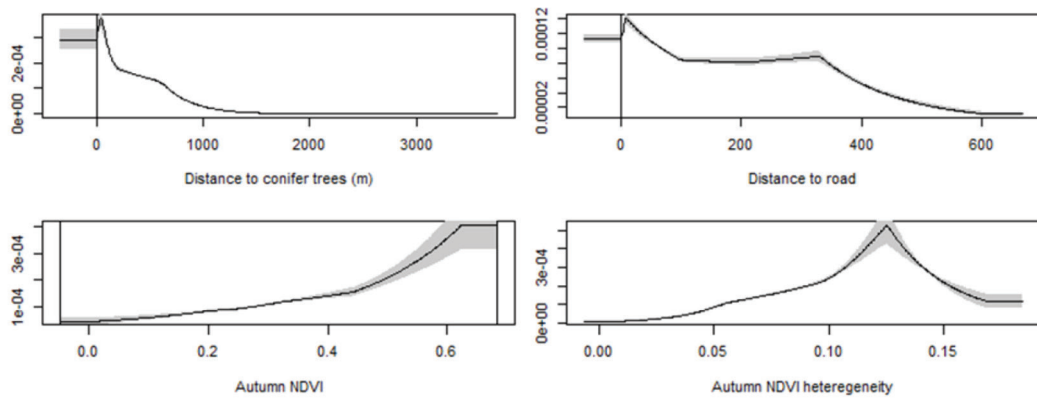 0e+00 2e-04
0 1000 2000 3000
Distance to conifer trees (m)
0.00002 0.00012
0 200 400 600
Distance to road
1e-04 3e-04
0.0 0.2 0.4 0.6
Autumn NDVI
0e+00 3e-04
0.00 0.05 0.10 0.15
Autumn NDVI heteregeneity